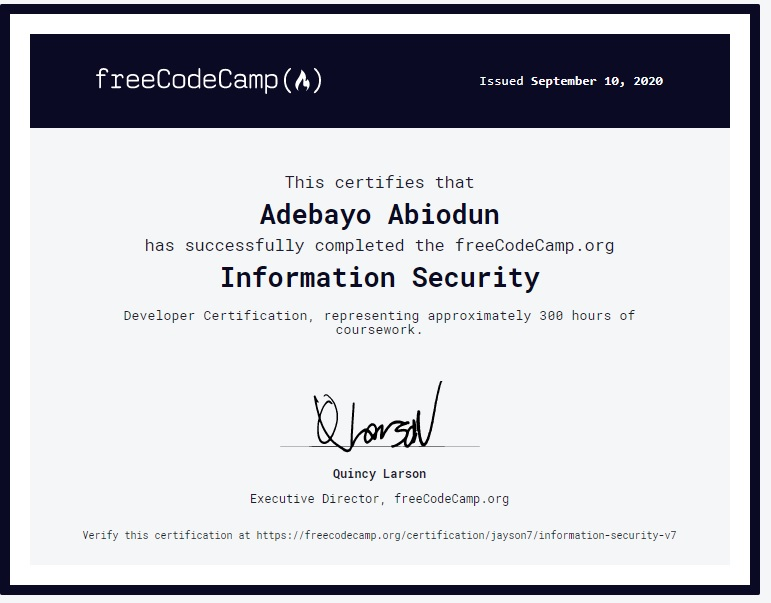 freeCodeCamp(🔥)
Issued September 10, 2020
This certifies that
Adebayo Abiodun
has successfully completed the freeCodeCamp.org
Information Security
Developer Certification, representing approximately 300 hours of
coursework.
Q Larson
Quincy Larson
Executive Director, freeCodeCamp.org
Verify this certification at https://freecodecamp.org/certification/jayson7/information-security-v7